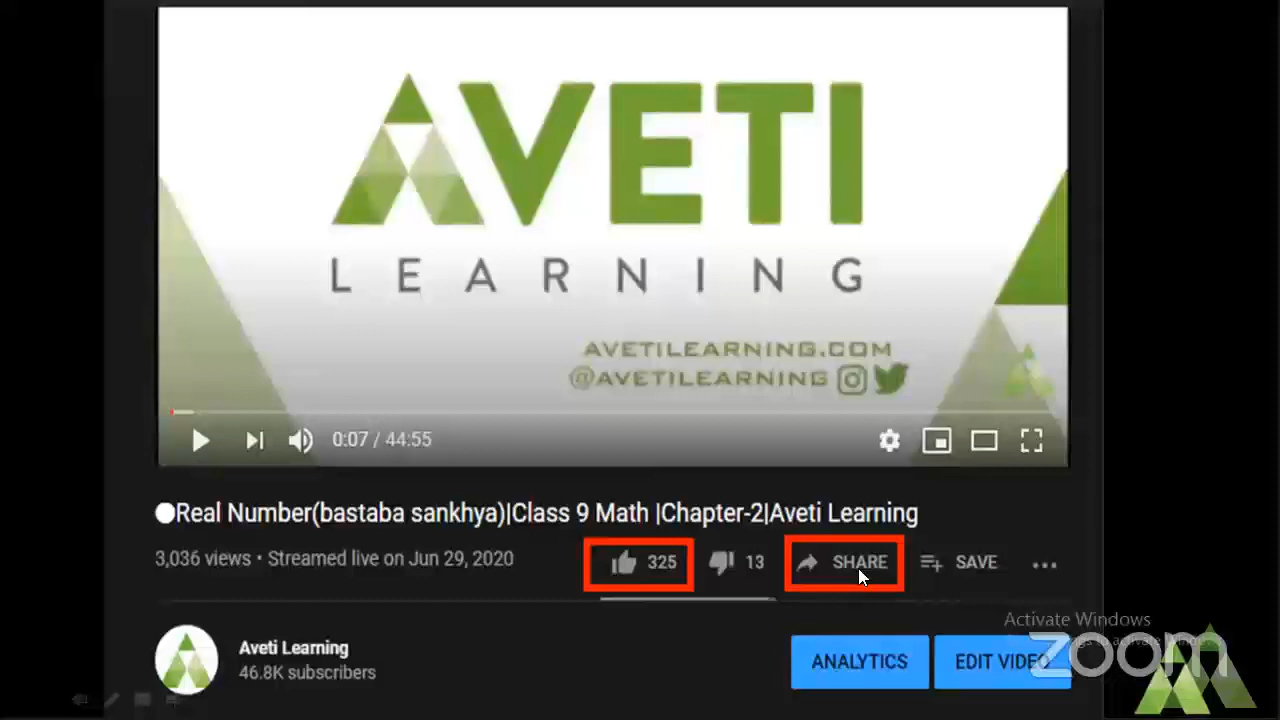 AVETI
LEARNING
AVETILEARNING.COM
@AVETILEARNING
0:07 / 44:55
Real Number(bastaba sankhya)|Class 9 Math |Chapter-2|Aveti Learning
3,036 views • Streamed live on Jun 29, 2020
325
13
SHARE
SAVE
Aveti Learning
46.8K subscribers
ANALYTICS
EDIT VIDEO
Activate Windows
zoom